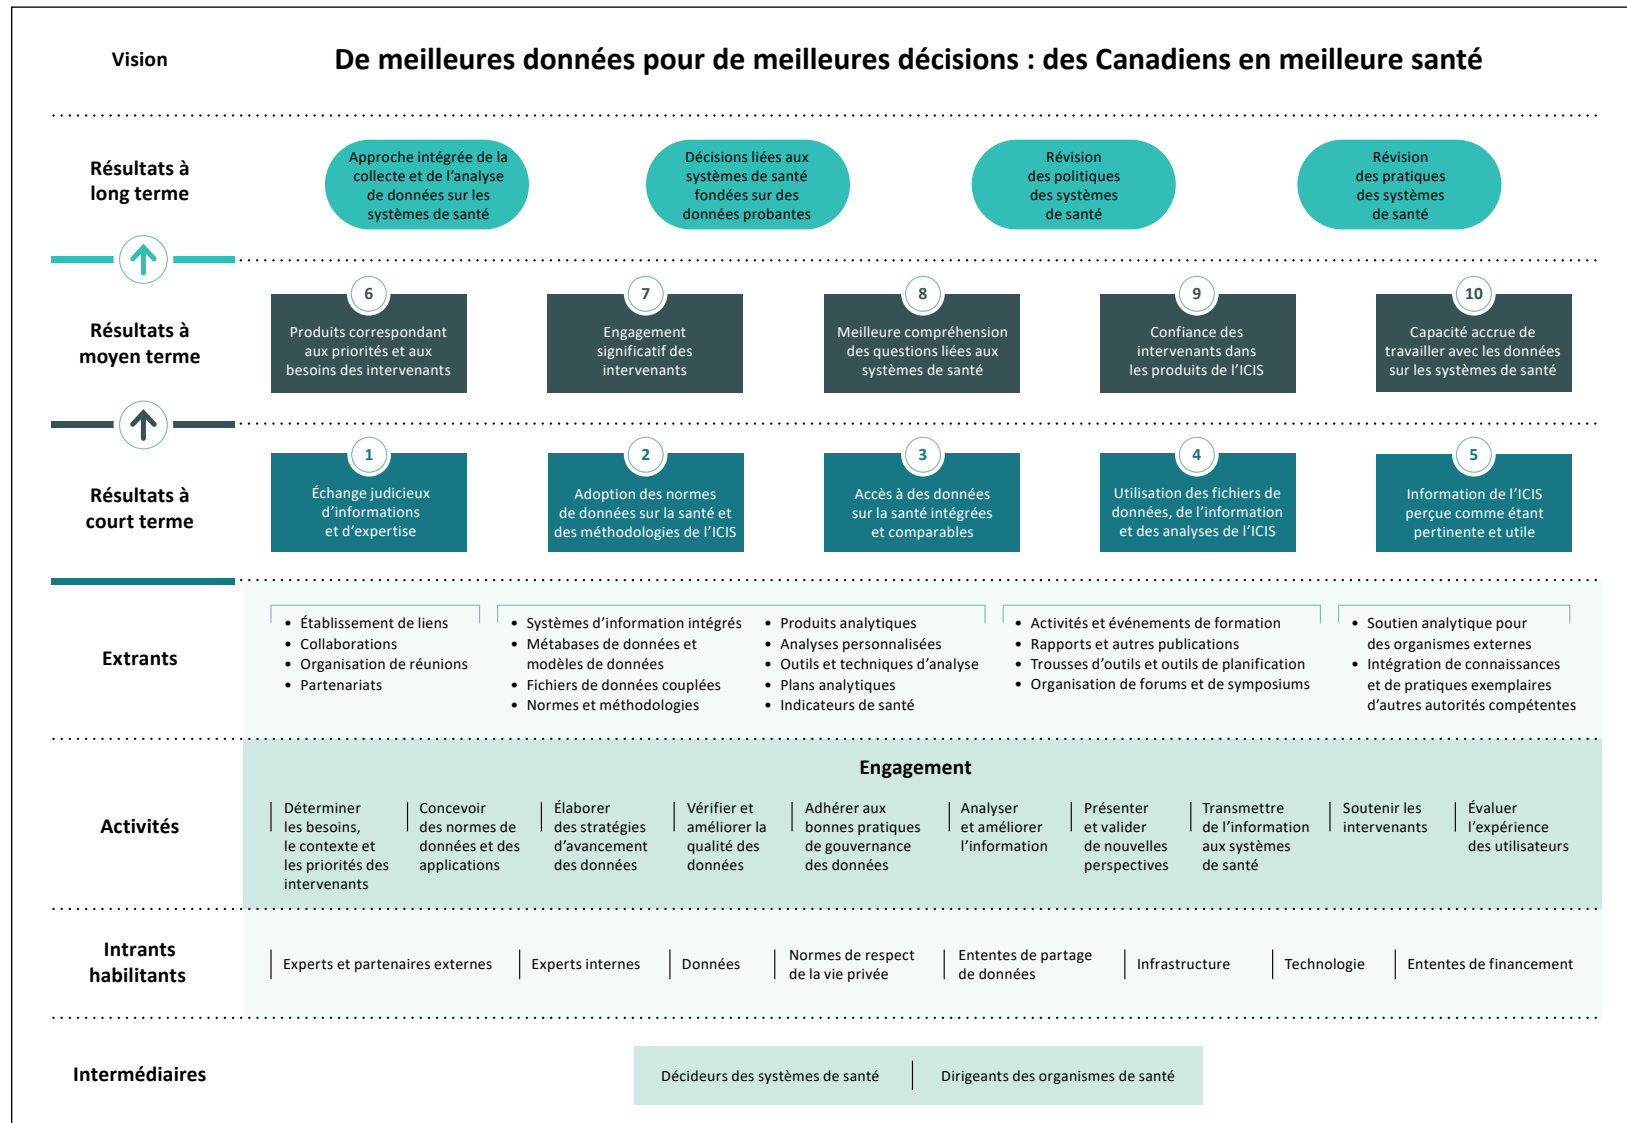 Vision
De meilleures données pour de meilleures décisions : des Canadiens en meilleure santé
Résultats à
long terme
Approche intégrée de la
collecte et de l'analyse
de données sur les
systèmes de santé
Décisions liées aux
systèmes de santé
fondées sur des
données probantes
Révision
des politiques
des systèmes
de santé
Révision
des pratiques
des systèmes
de santé
Résultats à
moyen terme
6
Produits correspondant
aux priorités et aux
besoins des intervenants
7
Engagement
significatif des
intervenants
8
Meilleure compréhension
des questions liées aux
systèmes de santé
9
Confiance des
intervenants dans
les produits de l'ICIS
10
Capacité accrue de
travailler avec les données
sur les systèmes de santé
Résultats à
court terme
1
Échange judicieux
d'informations
et d'expertise
2
Adoption des normes
de données sur la santé et
des méthodologies de l'ICIS
3
Accès à des données
sur la santé intégrées
et comparables
4
Utilisation des fichiers de
données, de l'information
et des analyses de l'ICIS
5
Information de l'ICIS
perçue comme étant
pertinente et utile
Extrants
• Établissement de liens
• Collaborations
• Organisation de réunions
• Partenariats
• Systèmes d'information intégrés
• Métabases de données et
modèles de données
• Fichiers de données couplées
• Normes et méthodologies
• Produits analytiques
• Analyses personnalisées
• Outils et techniques d'analyse
• Plans analytiques
• Indicateurs de santé
• Activités et événements de formation
• Rapports et autres publications
• Trousses d'outils et outils de planification
• Organisation de forums et de symposiums
• Soutien analytique pour
des organismes externes
• Intégration de connaissances
et de pratiques exemplaires
d'autres autorités compétentes
Activités
Engagement
Déterminer
les besoins,
le contexte et
les priorités des
intervenants
Concevoir
des normes de
données et des
applications
Élaborer
des stratégies
d'avancement
des données
Vérifier et
améliorer la
qualité des
données
Adhérer aux
bonnes pratiques
de gouvernance
des données
Analyser
et améliorer
l'information
Présenter
et valider
de nouvelles
perspectives
Transmettre
de l'information
aux systèmes
de santé
Soutenir les
intervenants
Évaluer
l'expérience
des utilisateurs
Intrants
habilitants
Experts et partenaires externes
Experts internes
Données
Normes de respect
de la vie privée
Ententes de partage
de données
Infrastructure
Technologie
Ententes de financement
Intermédiaires
Décideurs des systèmes de santé
Dirigeants des organismes de santé